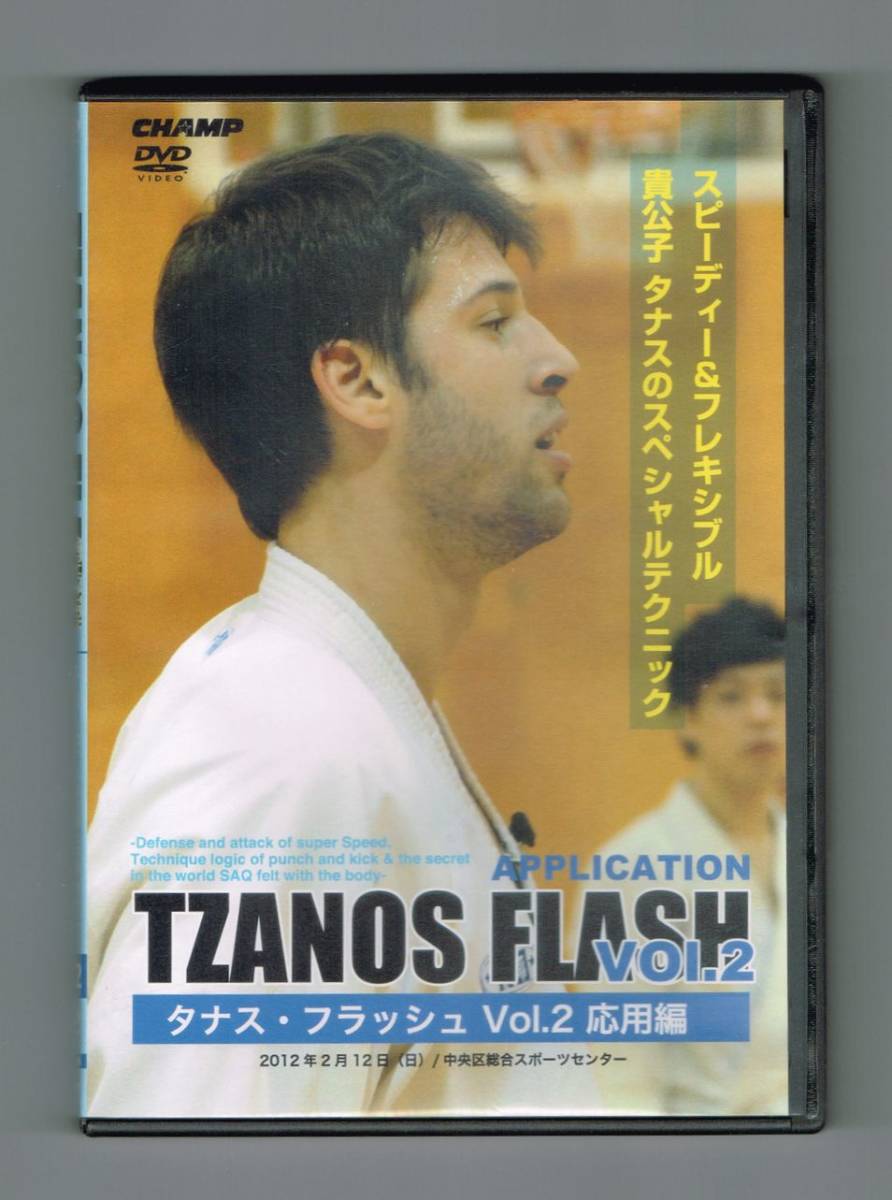 CHAMP
DVD
VIDEO
スピーディー&フレキシブル
貴公子 タナスのスペシャルテクニック
-Defense and attack of super Speed.
Technique logic of punch and kick & the secret
in the world SAQ felt with the body-
APPLICATION
TZANOS FLASH
VOl.2
タナス・フラッシュ Vol.2 応用編
2012年2月12日(日)/中央区総合スポーツセンター